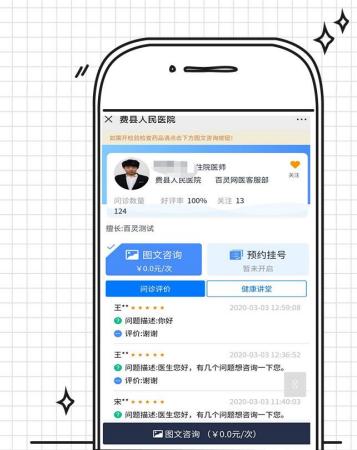 费县人民医院
如需开检验检查药品请点击下方图文咨询按钮!
住院医师
关注
费县人民医院 百灵网医客服部
问诊数量 好评率 100% 关注 13
124
擅长:百灵测试
图文咨询 预约挂号
￥0.0元/次 暂未开启
问诊评价 健康讲堂
王** 2020-03-03 12:59:08
问题描述:你好
评价:谢谢
王** 2020-03-03 12:36:52
问题描述:医生您好，有几个问题想咨询一下您。
评价:谢谢
宋** 2020-03-03 11:40:03
问题描述:医生您好，有几个问题想咨询一下您。
图文咨询 （￥0.0元/次）